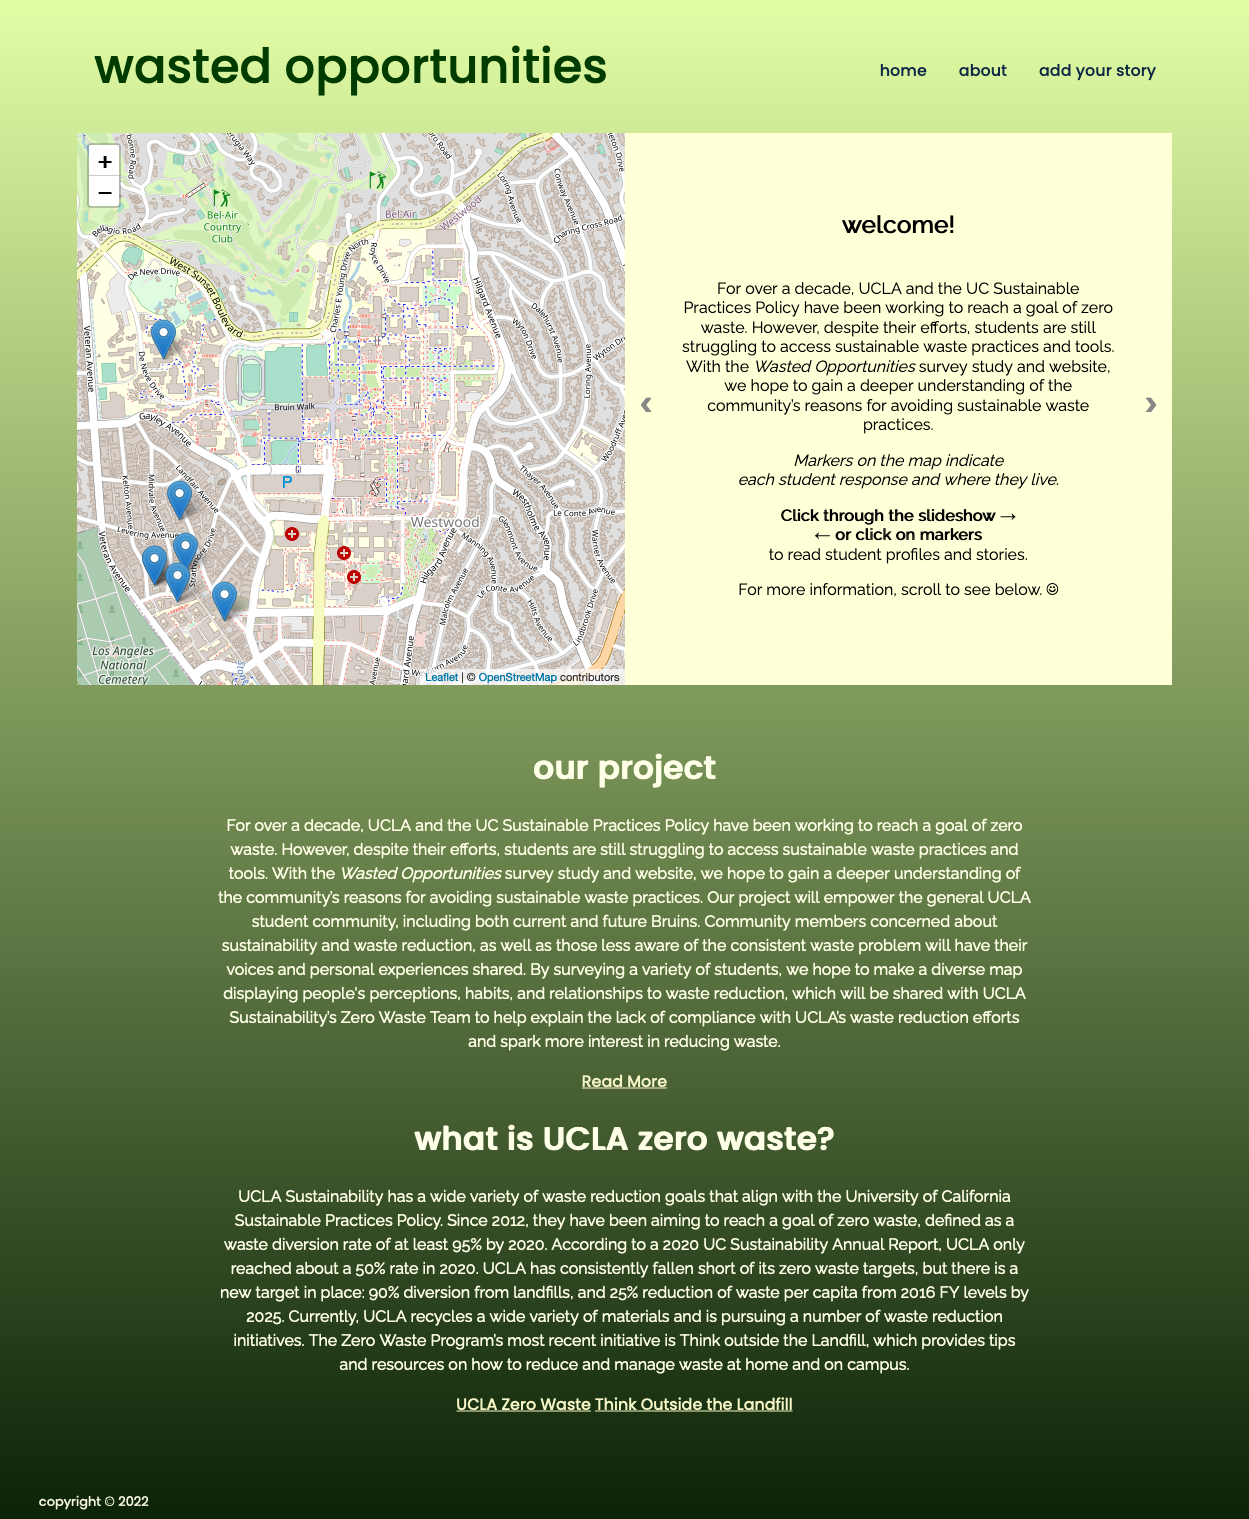 wasted opportunities
home about add your story
+
−
Bel-Air
Country
Club
Bel-Air
Westwood
Bellagio Road
Perugia Way
Loring Avenue
Conway Avenue
Charing Cross Road
De Neve Drive
West Sunset Boulevard
Charles E Young Drive North
Royce Drive
Hilgard Avenue
Dalehurst Avenue
Wyton Drive
Wyton Dr
Loring Avenue
Veteran Avenue
De Neve Drive
Bruin Walk
Gayley Avenue
Woodruff Avenue
Landfair Avenue
Kelton Avenue
Midvale Avenue
P
Thayer Avenue
Westholme Avenue
Le Conte Avenue
Westwood
Levering Avenue
Strathmore Drive
Veteran Avenue
Glenmont Avenue
Manning Avenue
Warner Avenue
Hilgard Avenue
Malcolm Avenue
Le Conte Avenue
Hilts Avenue
Lindbrook Drive
Los Angeles
National
Cemetery
Leaflet | © OpenStreetMap contributors
welcome!
For over a decade, UCLA and the UC Sustainable
Practices Policy have been working to reach a goal of zero
waste. However, despite their efforts, students are still
struggling to access sustainable waste practices and tools.
With the Wasted Opportunities survey study and website,
we hope to gain a deeper understanding of the
community's reasons for avoiding sustainable waste
practices.
‹ ›
Markers on the map indicate
each student response and where they live.
Click through the slideshow →
← or click on markers
to read student profiles and stories.
For more information, scroll to see below. ☺
our project
For over a decade, UCLA and the UC Sustainable Practices Policy have been working to reach a goal of zero
waste. However, despite their efforts, students are still struggling to access sustainable waste practices and
tools. With the Wasted Opportunities survey study and website, we hope to gain a deeper understanding of
the community's reasons for avoiding sustainable waste practices. Our project will empower the general UCLA
student community, including both current and future Bruins. Community members concerned about
sustainability and waste reduction, as well as those less aware of the consistent waste problem will have their
voices and personal experiences shared. By surveying a variety of students, we hope to make a diverse map
displaying people's perceptions, habits, and relationships to waste reduction, which will be shared with UCLA
Sustainability's Zero Waste Team to help explain the lack of compliance with UCLA's waste reduction efforts
and spark more interest in reducing waste.
Read More
what is UCLA zero waste?
UCLA Sustainability has a wide variety of waste reduction goals that align with the University of California
Sustainable Practices Policy. Since 2012, they have been aiming to reach a goal of zero waste, defined as a
waste diversion rate of at least 95% by 2020. According to a 2020 UC Sustainability Annual Report, UCLA only
reached about a 50% rate in 2020. UCLA has consistently fallen short of its zero waste targets, but there is a
new target in place: 90% diversion from landfills, and 25% reduction of waste per capita from 2016 FY levels by
2025. Currently, UCLA recycles a wide variety of materials and is pursuing a number of waste reduction
initiatives. The Zero Waste Program's most recent initiative is Think outside the Landfill, which provides tips
and resources on how to reduce and manage waste at home and on campus.
UCLA Zero Waste Think Outside the Landfill
copyright © 2022